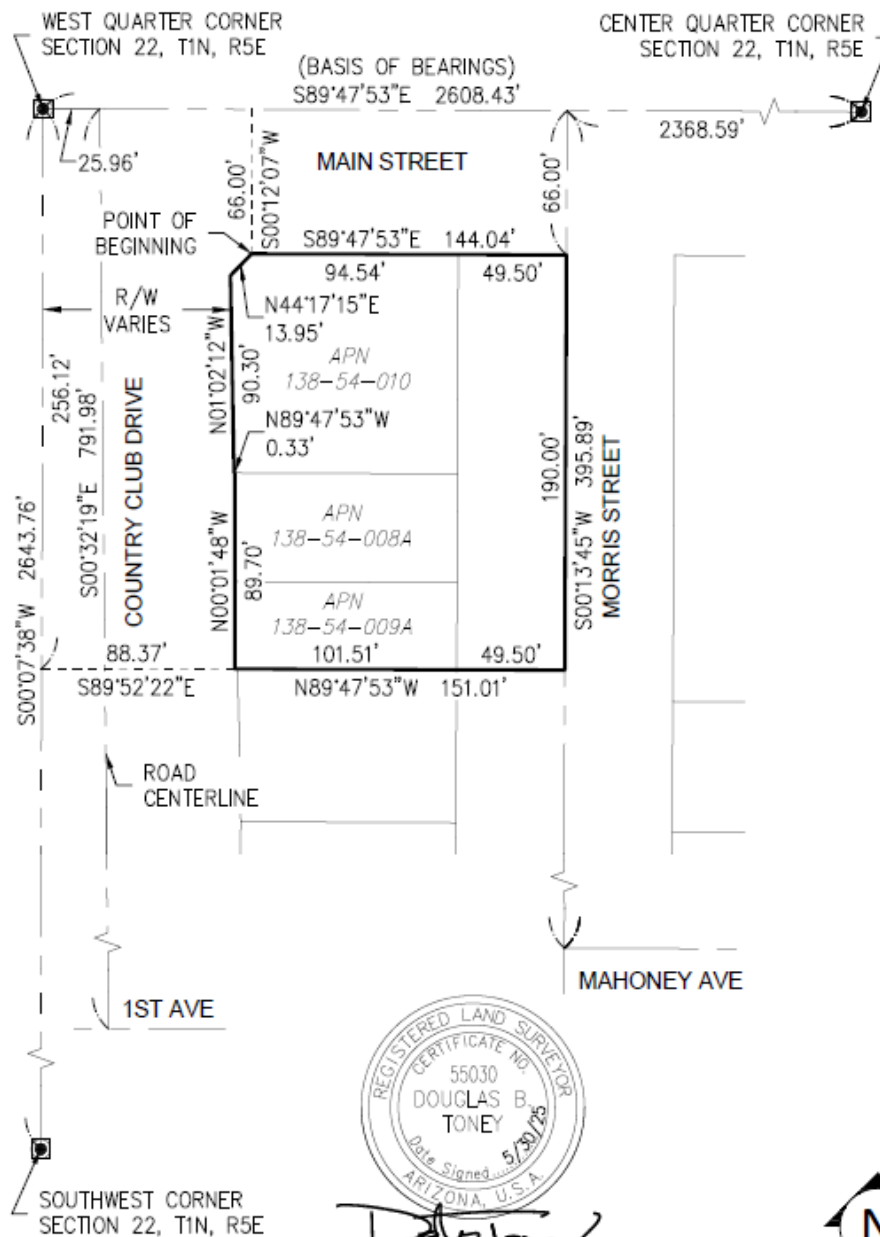 WEST QUARTER CORNER
SECTION 22, T1N, R5E
CENTER QUARTER CORNER
SECTION 22, T1N, R5E
(BASIS OF BEARINGS)
S89°47'53"E 2608.43'
2368.59'
25.96'
66.00'
S00°12'07"W
MAIN STREET
66.00'
POINT OF
BEGINNING
S89°47'53"E 144.04'
94.54'
49.50'
R/W
VARIES
N44°17'15"E
13.95'
N01°02'12"W
90.30'
APN
138-54-010
256.12'
791.98'
N89°47'53"W
0.33'
COUNTRY CLUB DRIVE
S00°32'19"E
190.00'
S00°13'45"W 395.89'
MORRIS STREET
APN
138-54-008A
N00°01'48"W
89.70'
APN
138-54-009A
S00°07'38"W 2643.76'
88.37'
S89°52'22"E
101.51'
49.50'
N89°47'53"W 151.01'
ROAD
CENTERLINE
MAHONEY AVE
1ST AVE
REGISTERED LAND SURVEYOR
CERTIFICATE NO.
55030
DOUGLAS B.
TONEY
Date Signed 5/30/25
ARIZONA, U.S.A.
SOUTHWEST CORNER
SECTION 22, T1N, R5E
N